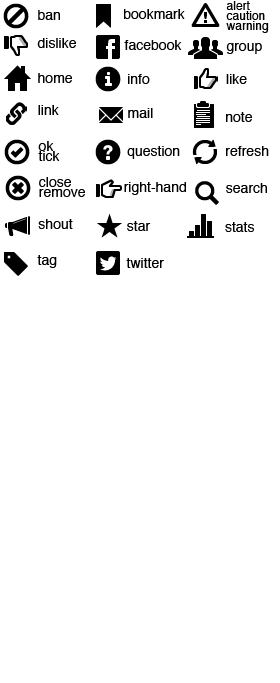 ban
bookmark
alert
caution
warning
dislike
facebook
group
home
info
like
link
mail
note
ok
tick
question
refresh
close
remove
right-hand
search
shout
star
stats
tag
twitter